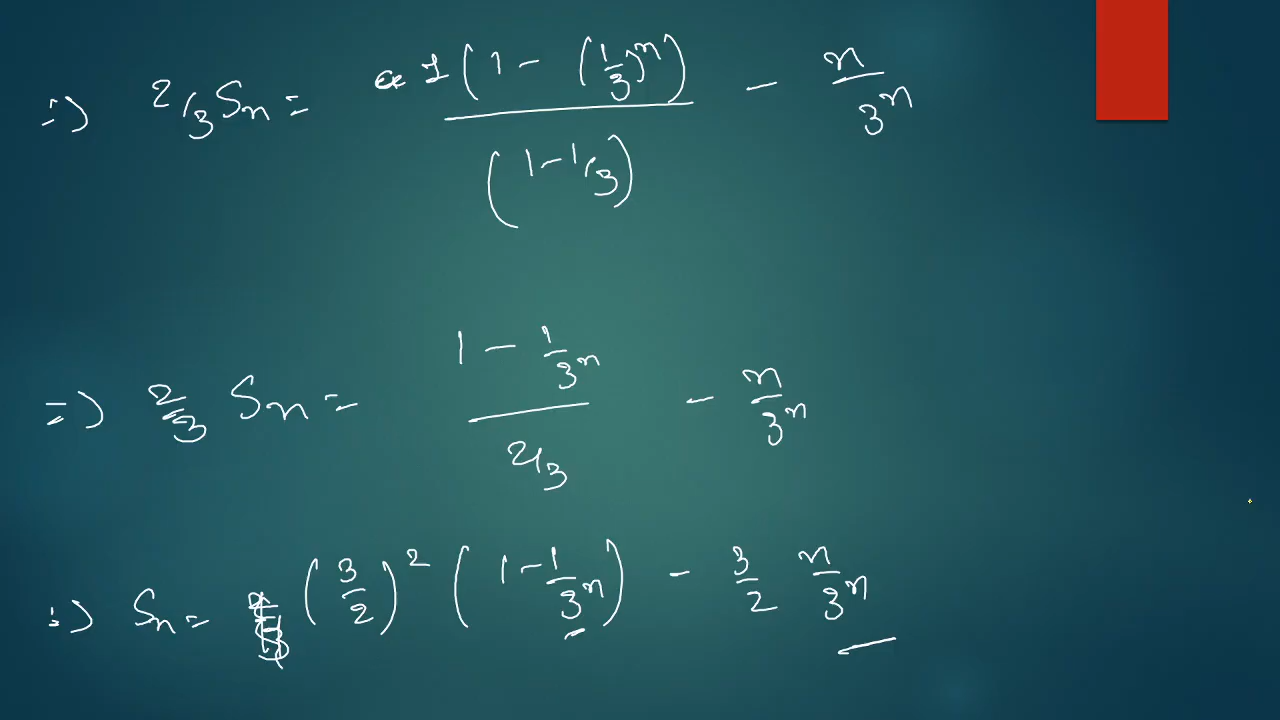 ⇒ 2/3 Sn = a 1(1 - (1/3)^n) / (1 - 1/3) - n/3^n
⇒ 2/3 Sn = (1 - 1/3^n) / (2/3) - n/3^n
⇒ Sn = (3/2)^2 (1 - 1/3^n) - 3/2 n/3^n